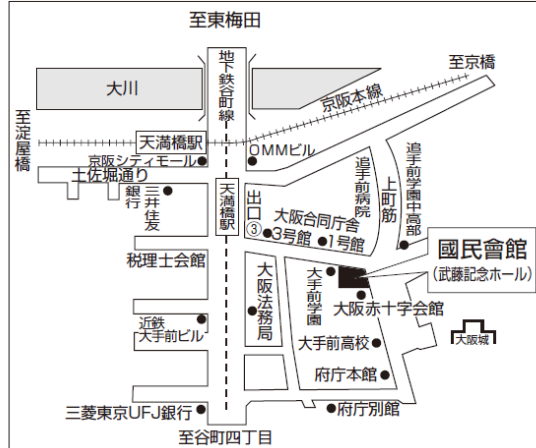 至東梅田
地下鉄谷町線
至京橋
大川
京阪本線
至淀屋橋
天満橋駅
OMMビル
京阪シティモール
土佐堀通り
三井住友
銀行
天満橋駅
出口
③
大阪合同庁舎
3号館
1号館
追手前病院
上町筋
追手前学園中高部
國民會館
(武藤記念ホール)
税理士会館
大阪法務局
大手前学園
大阪赤十字会館
近鉄
大手前ビル
大手前高校
大阪城
府庁本館
三菱東京UFJ銀行
府庁別館
至谷町四丁目